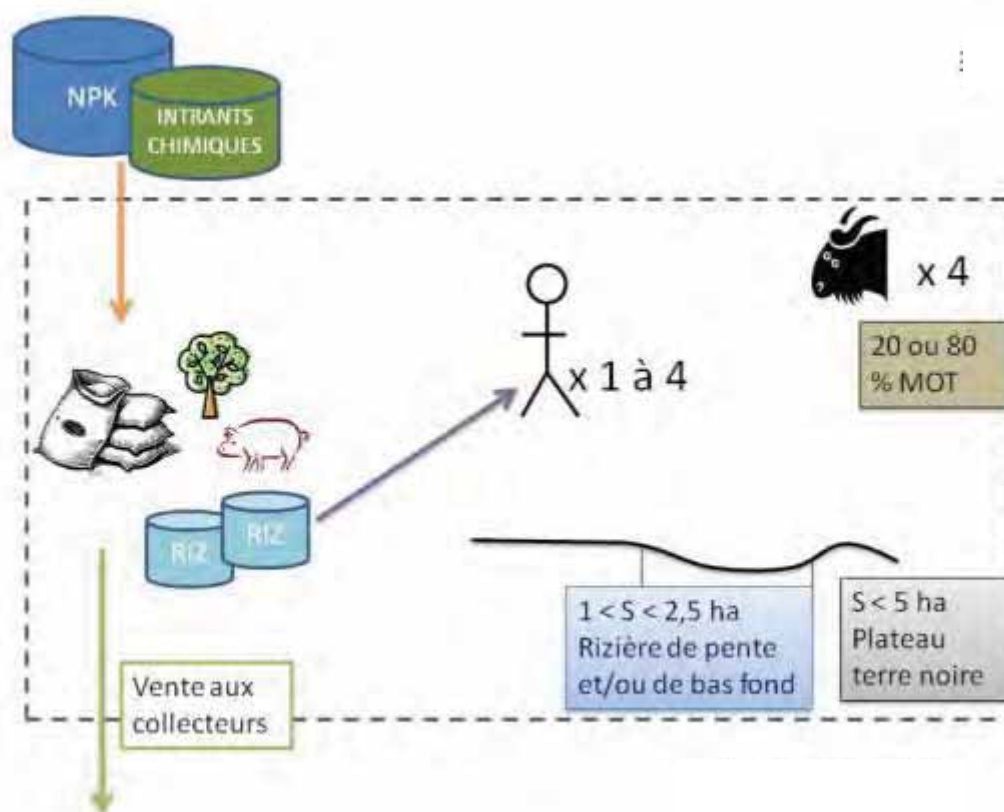 NPK
INTRANTS
CHIMIQUES
x 4
20 ou 80
% MOT
x 1 à 4
RIZ
RIZ
1 < S < 2,5 ha
Rizière de pente
et/ou de bas fond
S < 5 ha
Plateau
terre noire
Vente aux
collecteurs